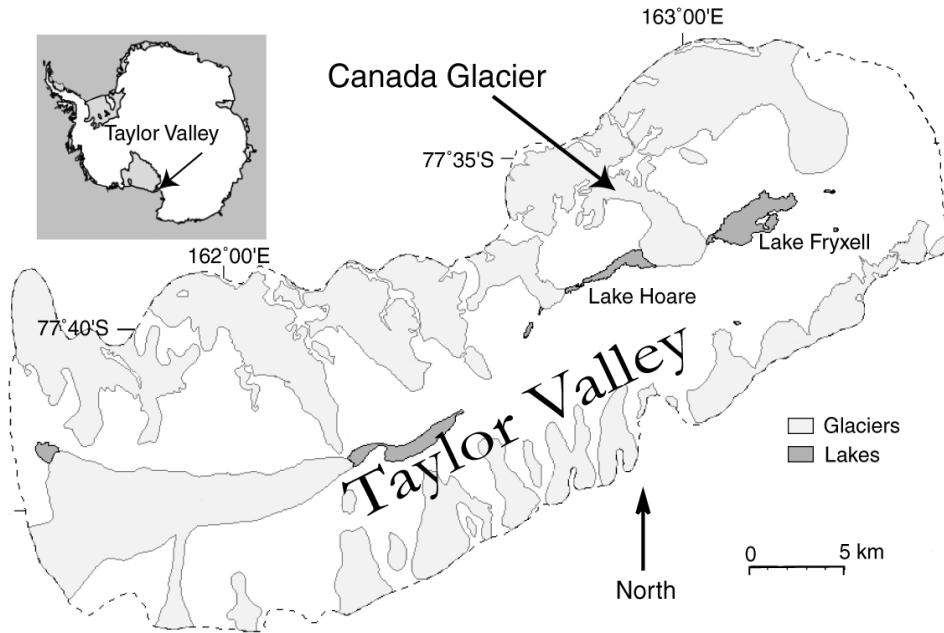 163°00'E
Canada Glacier
Taylor Valley
77°35'S
Lake Fryxell
162°00'E
Lake Hoare
77°40'S
Taylor Valley
Glaciers
Lakes
0 5 km
North